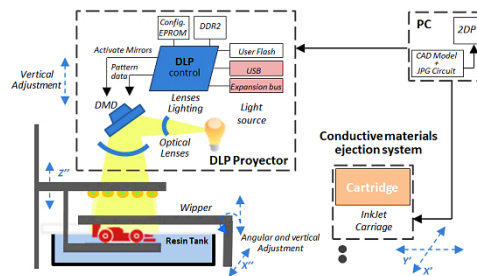 Config.
EPROM
DDR2
PC
2DP
Activate Mirrors
Pattern
data
DLP
control
User Flash
USB
Expansion bus
CAD Model
+
JPG Circuit
Vertical
Adjustment
DMD
Lenses
Lighting
Light
source
Optical
Lenses
DLP Proyector
Conductive materials
ejection system
Cartridge
InkJet
Carriage
Z''
Wipper
Resin Tank
Angular and vertical
Adjustment
X''
Y'
X'